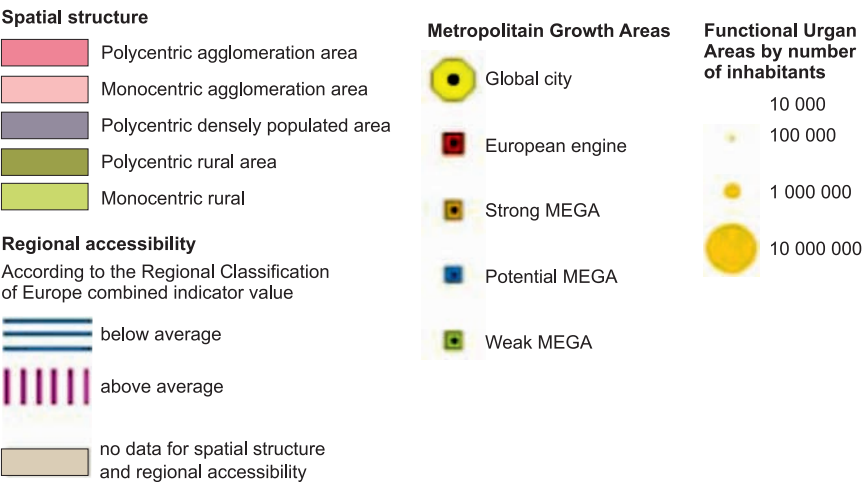 Spatial structure
Polycentric agglomeration area
Monocentric agglomeration area
Polycentric densely populated area
Polycentric rural area
Monocentric rural
Regional accessibility
According to the Regional Classification
of Europe combined indicator value
below average
above average
no data for spatial structure
and regional accessibility
Metropolitain Growth Areas
Global city
European engine
Strong MEGA
Potential MEGA
Weak MEGA
Functional Urgan
Areas by number
of inhabitants
10 000
100 000
1 000 000
10 000 000